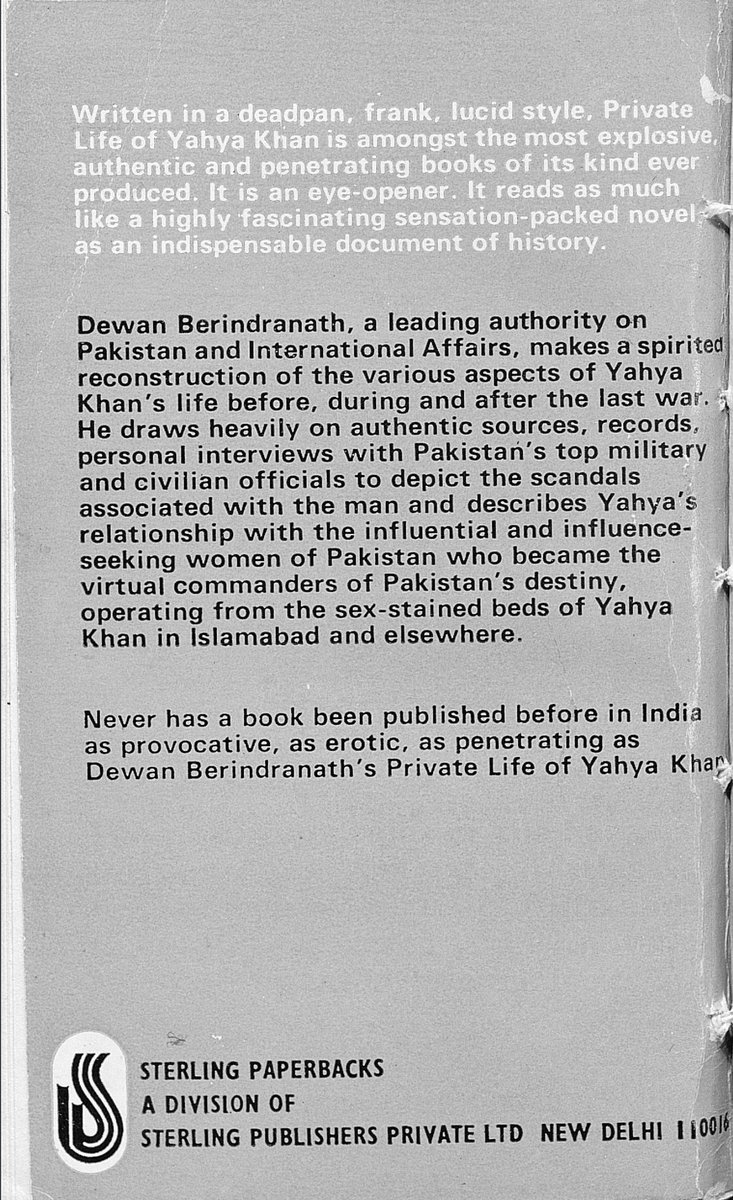 Written in a deadpan, frank, lucid style, Private
Life of Yahya Khan is amongst the most explosive,
authentic and penetrating books of its kind ever
produced. It is an eye-opener. It reads as much
like a highly fascinating sensation-packed novel
as an indispensable document of history.
Dewan Berindranath, a leading authority on
Pakistan and International Affairs, makes a spirited
reconstruction of the various aspects of Yahya
Khan's life before, during and after the last war.
He draws heavily on authentic sources, records,
personal interviews with Pakistan's top military
and civilian officials to depict the scandals
associated with the man and describes Yahya's
relationship with the influential and influence-
seeking women of Pakistan who became the
virtual commanders of Pakistan's destiny,
operating from the sex-stained beds of Yahya
Khan in Islamabad and elsewhere.
Never has a book been published before in India
as provocative, as erotic, as penetrating as
Dewan Berindranath's Private Life of Yahya Khan
STERLING PAPERBACKS
A DIVISION OF
STERLING PUBLISHERS PRIVATE LTD NEW DELHI 110016